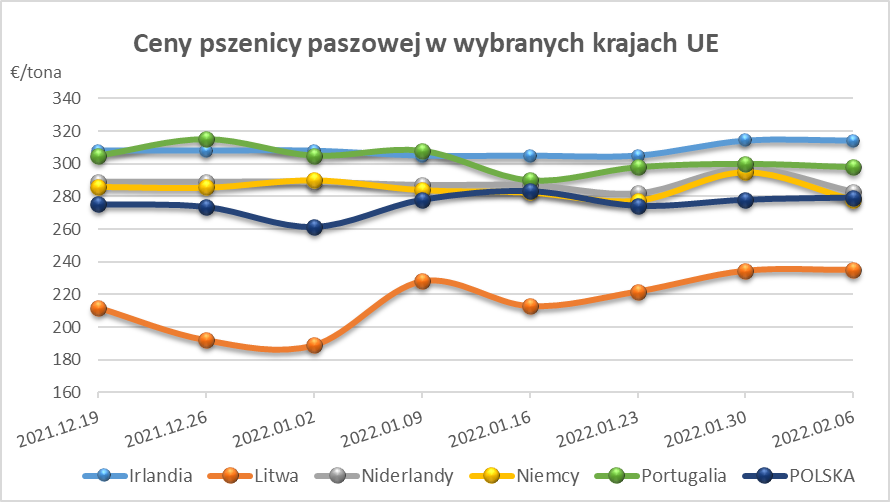 Ceny pszenicy paszowej w wybranych krajach UE
€/tona
340
320
300
280
260
240
220
200
180
160
2021.12.19 2021.12.26 2022.01.02 2022.01.09 2022.01.16 2022.01.23 2022.01.30 2022.02.06
Irlandia Litwa Niderlandy Niemcy Portugalia POLSKA